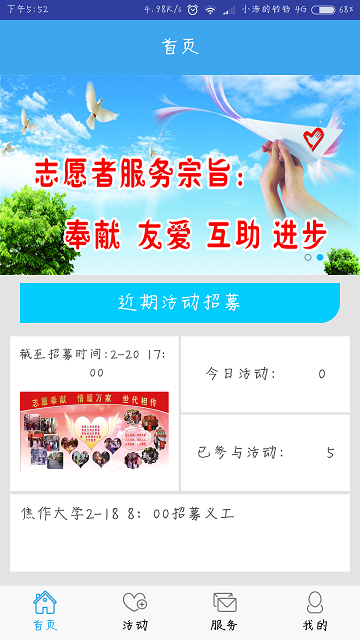 下午5:52 4.98K/s 小汤的铃铛 4G 68%
首页
志愿者服务宗旨：
奉献 友爱 互助 进步
近期活动招募
截至招募时间:2-20 17:
00
今日活动： 0
志愿奉献 情暖万家 世代相传
已参与活动： 5
焦作大学2-18 8：00招募义工
首页 活动 服务 我的